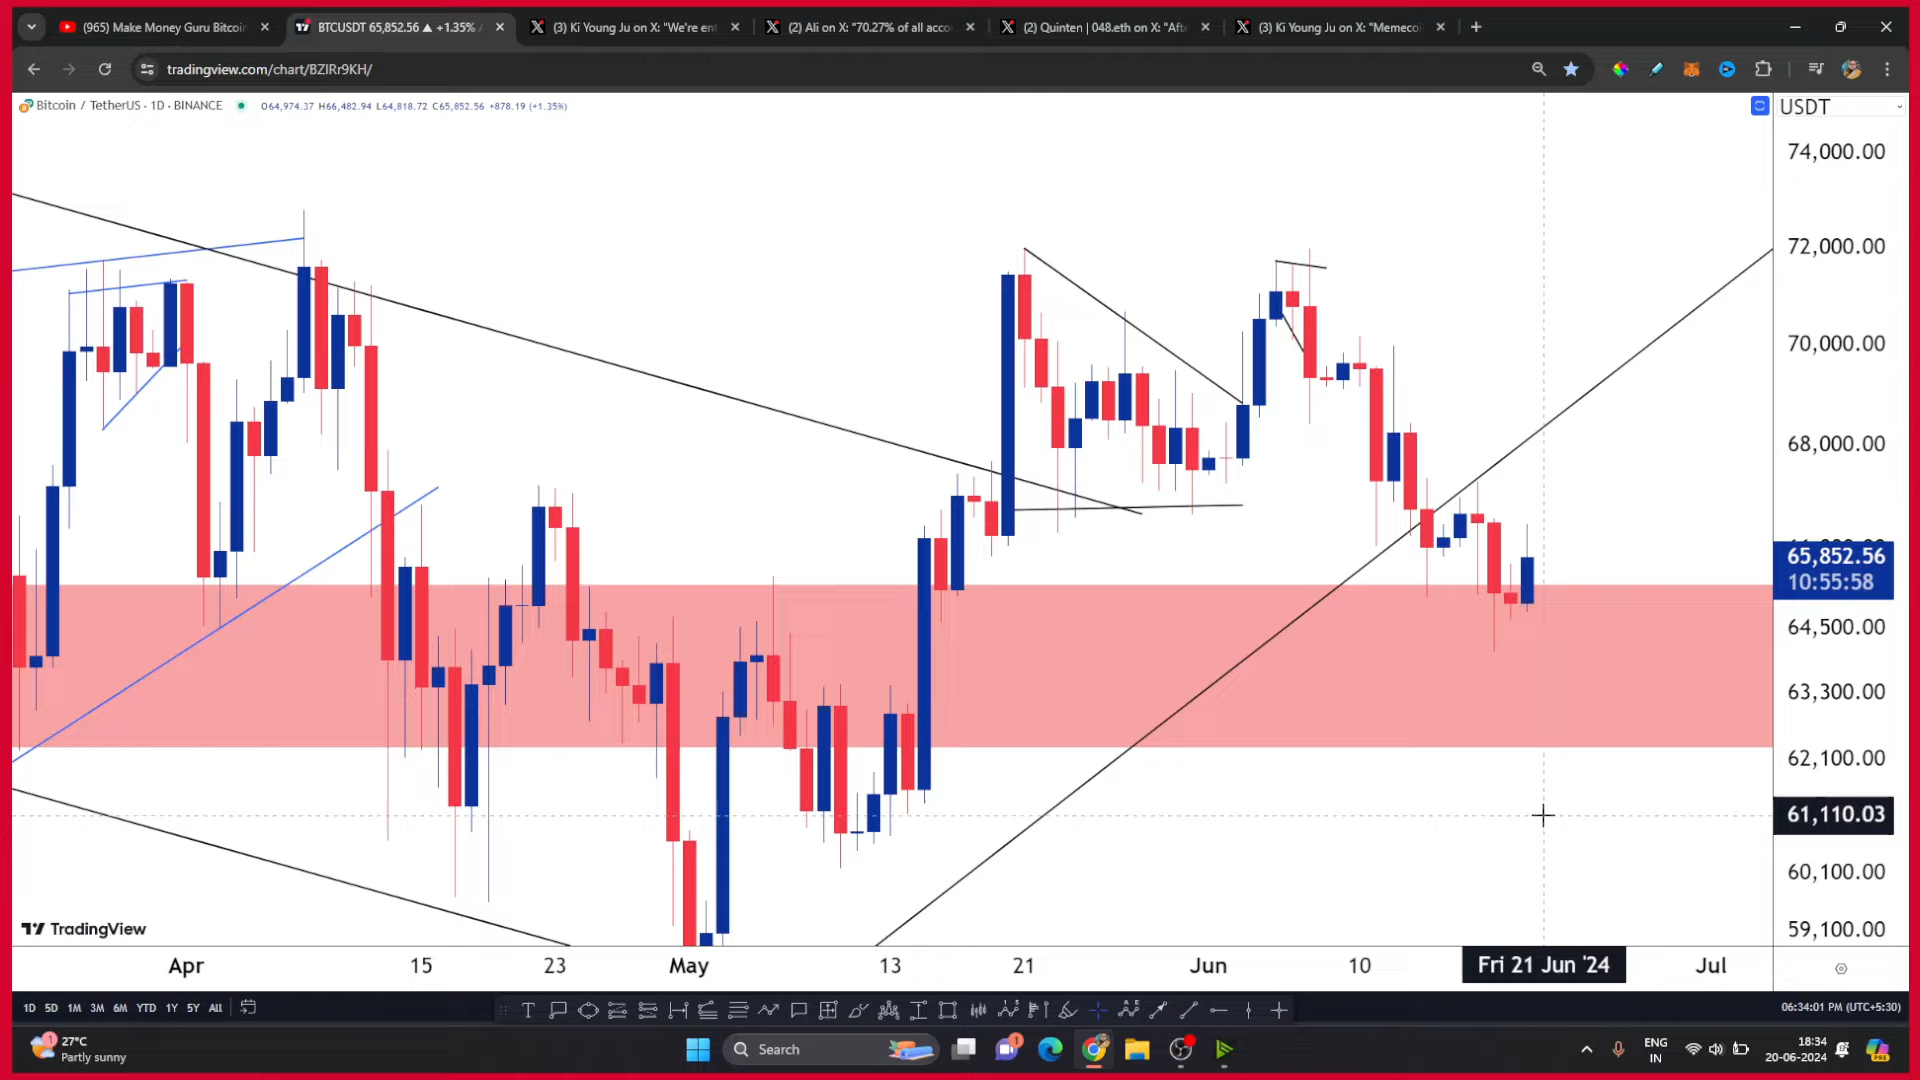 (965) Make Money Guru Bitcoin
BTCUSDT 65,852.56 ▲ +1.35%
(3) Ki Young Ju on X: "We're ent
(2) Ali on X: "70.27% of all acco
(2) Quinten | 048.eth on X: "Afte
(3) Ki Young Ju on X: "Memecoi
tradingview.com/chart/BZIRr9KH/
Bitcoin / TetherUS · 1D · BINANCE
O64,974.37 H66,482.94 L64,818.72 C65,852.56 +878.19 (+1.35%)
USDT
74,000.00
72,000.00
70,000.00
68,000.00
65,852.56
10:55:58
64,500.00
63,300.00
62,100.00
61,110.03
60,100.00
59,100.00
TradingView
Apr
15
23
May
13
21
Jun
10
Fri 21 Jun '24
Jul
1D 5D 1M 3M 6M YTD 1Y 5Y All
06:34:01 PM (UTC+5:30)
1
27°C
Partly sunny
Search
1
ENG
IN
18:34
20-06-2024
PRE